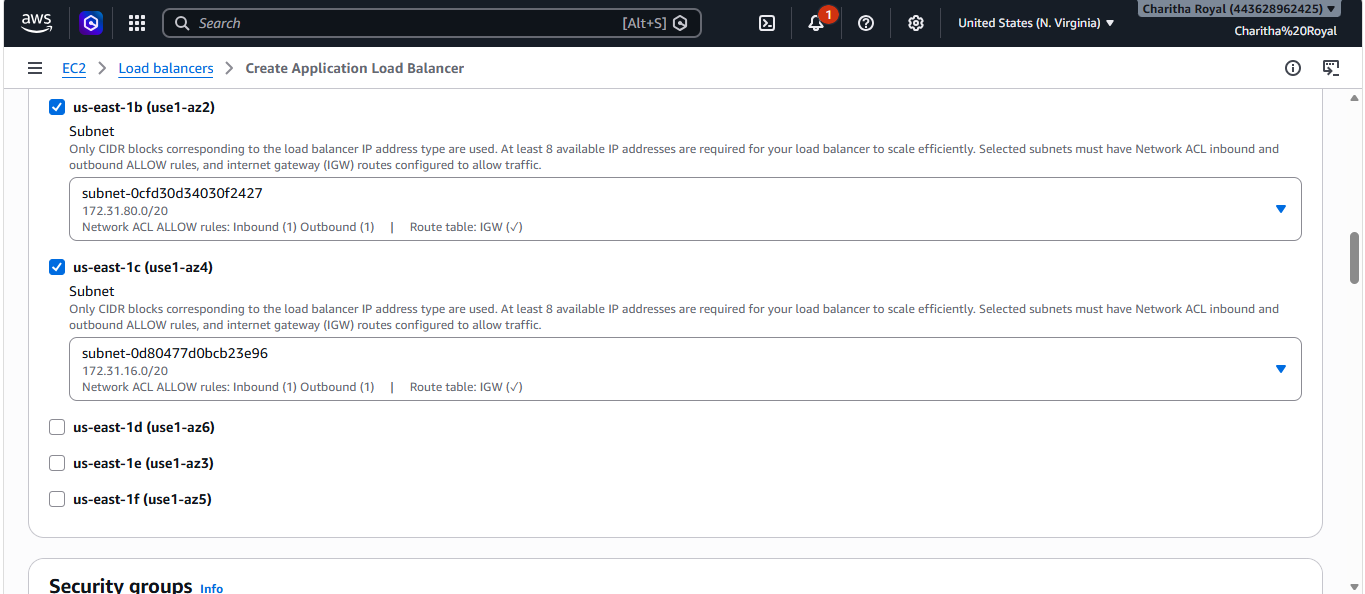 aws
Search [Alt+S]
1
United States (N. Virginia)
Charitha Royal (443628962425)
Charitha%20Royal
EC2 > Load balancers > Create Application Load Balancer
us-east-1b (use1-az2)
Subnet
Only CIDR blocks corresponding to the load balancer IP address type are used. At least 8 available IP addresses are required for your load balancer to scale efficiently. Selected subnets must have Network ACL inbound and
outbound ALLOW rules, and internet gateway (IGW) routes configured to allow traffic.
subnet-0cfd30d34030f2427
172.31.80.0/20
Network ACL ALLOW rules: Inbound (1) Outbound (1) | Route table: IGW (✓)
us-east-1c (use1-az4)
Subnet
Only CIDR blocks corresponding to the load balancer IP address type are used. At least 8 available IP addresses are required for your load balancer to scale efficiently. Selected subnets must have Network ACL inbound and
outbound ALLOW rules, and internet gateway (IGW) routes configured to allow traffic.
subnet-0d80477d0bcb23e96
172.31.16.0/20
Network ACL ALLOW rules: Inbound (1) Outbound (1) | Route table: IGW (✓)
us-east-1d (use1-az6)
us-east-1e (use1-az3)
us-east-1f (use1-az5)
Security groups Info